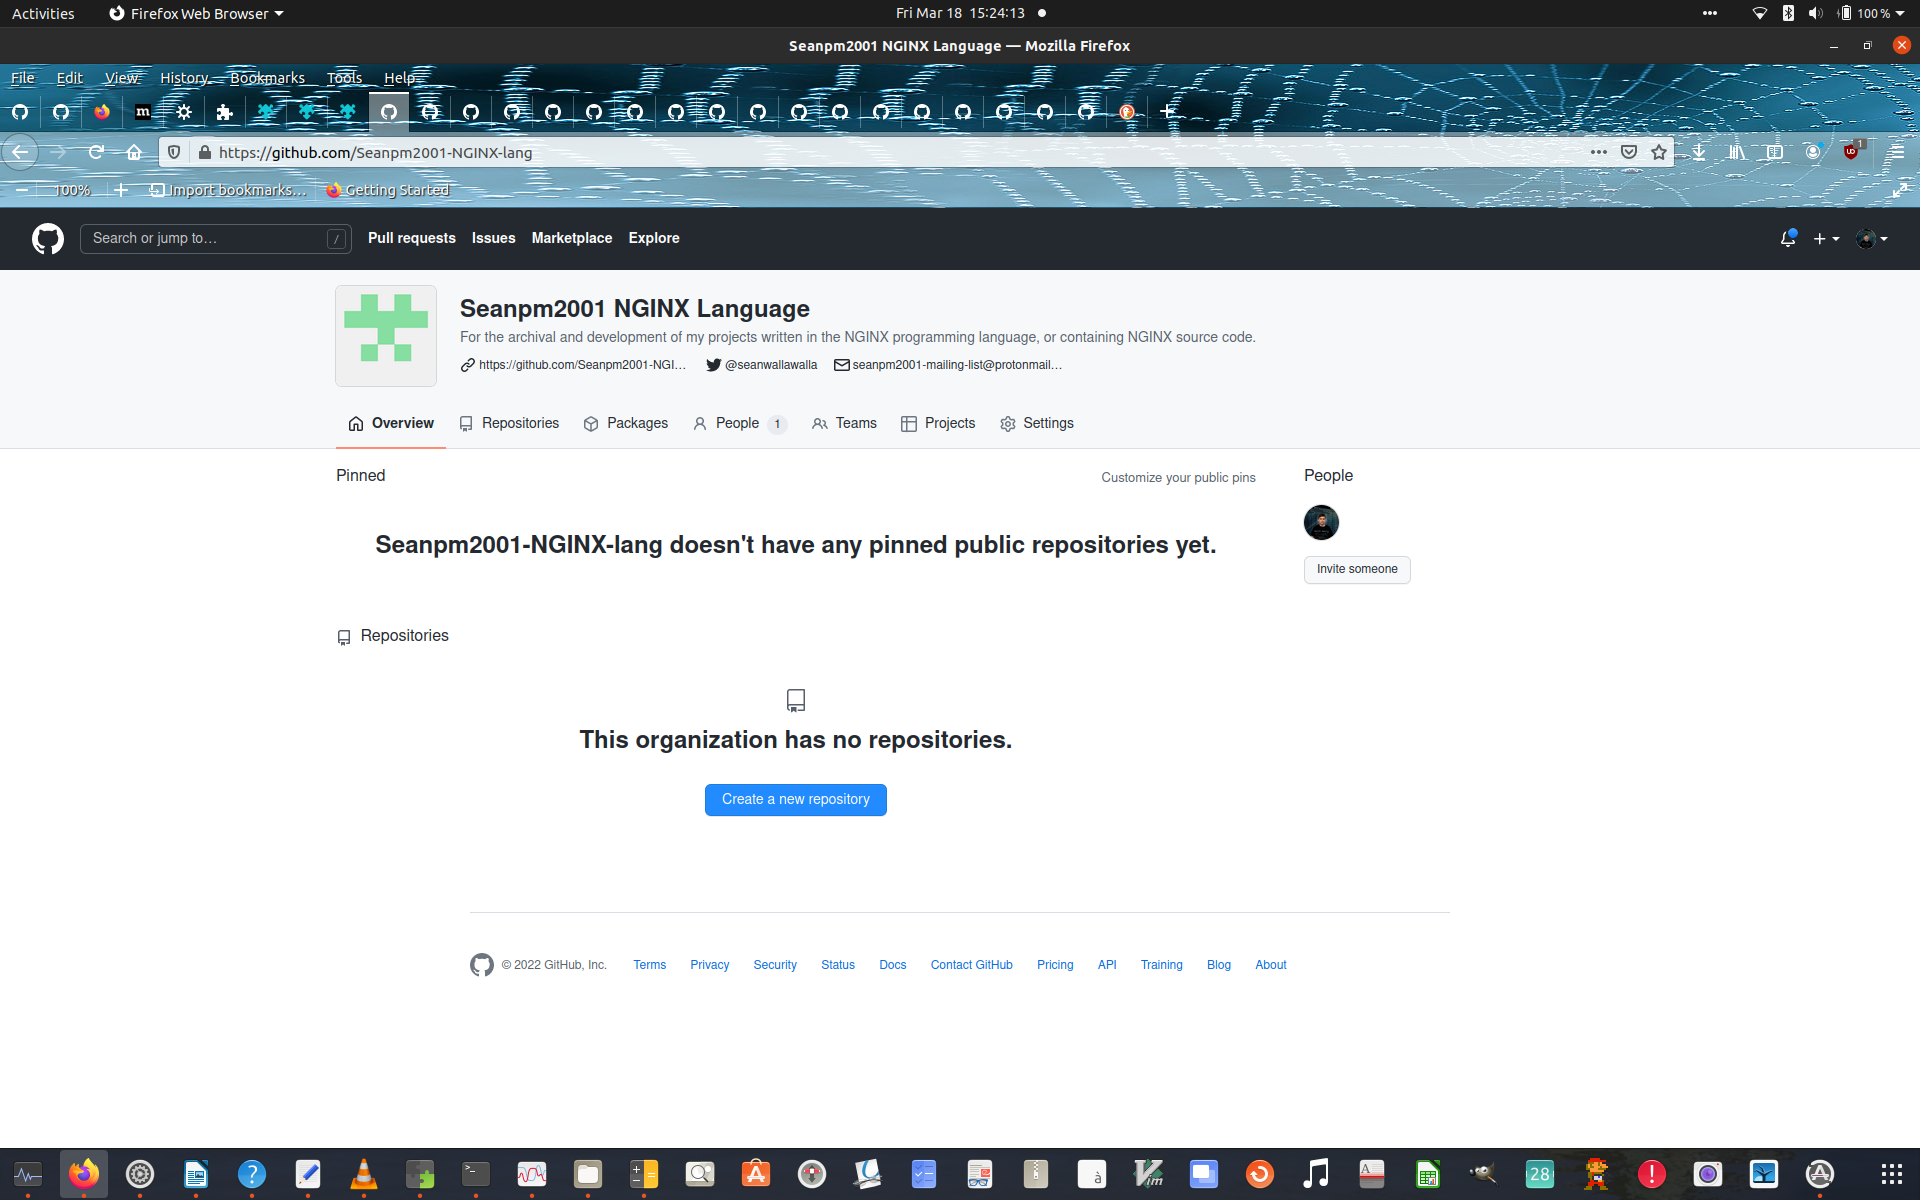 Activities Firefox Web Browser Fri Mar 18 15:24:13 100 %
Seanpm2001 NGINX Language — Mozilla Firefox
File Edit View History Bookmarks Tools Help
m
https://github.com/Seanpm2001-NGINX-lang 1
100% Import bookmarks... Getting Started
Search or jump to... / Pull requests Issues Marketplace Explore
Seanpm2001 NGINX Language
For the archival and development of my projects written in the NGINX programming language, or containing NGINX source code.
https://github.com/Seanpm2001-NGI... @seanwallawalla seanpm2001-mailing-list@protonmail...
Overview Repositories Packages People 1 Teams Projects Settings
Pinned Customize your public pins People
Seanpm2001-NGINX-lang doesn't have any pinned public repositories yet.
Invite someone
Repositories
This organization has no repositories.
Create a new repository
© 2022 GitHub, Inc. Terms Privacy Security Status Docs Contact GitHub Pricing API Training Blog About
28